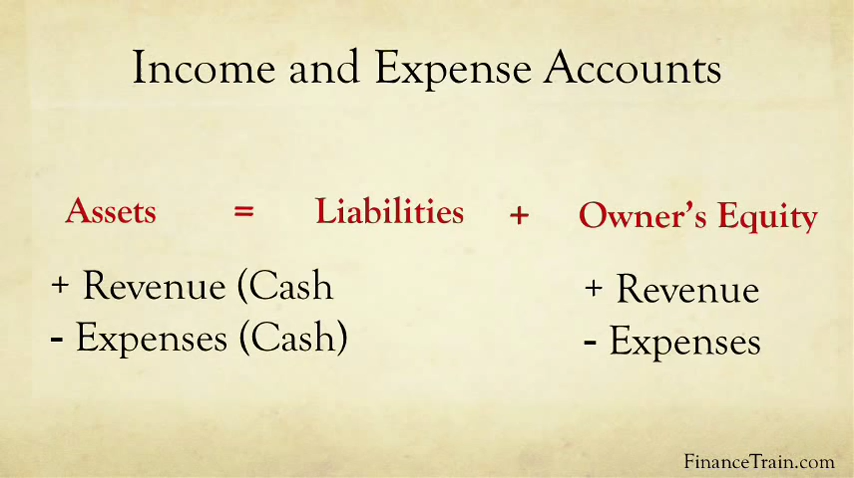 Income and Expense Accounts
Assets = Liabilities + Owner's Equity
+ Revenue (Cash + Revenue
- Expenses (Cash) - Expenses
FinanceTrain.com